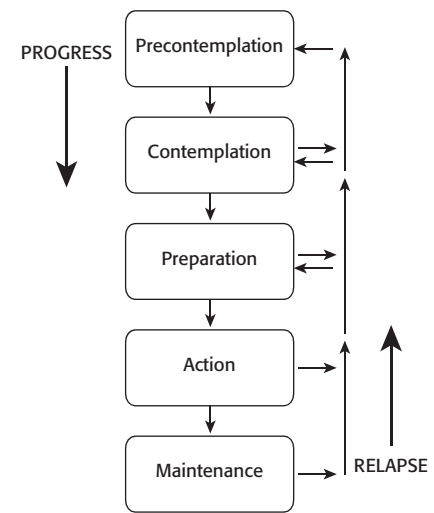 Precontemplation
PROGRESS
Contemplation
Preparation
Action
Maintenance
RELAPSE